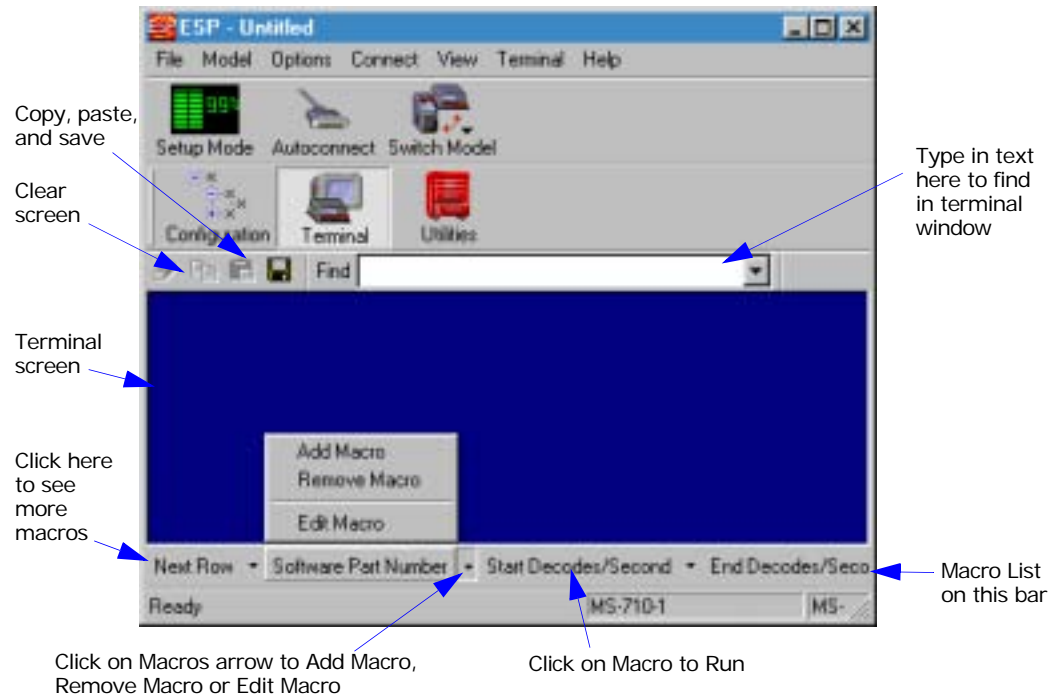 ESP - Untitled
File Model Options Connect View Terminal Help
99%
Setup Mode Autoconnect Switch Model
Configuration Terminal Utilities
Find
Add Macro
Remove Macro
Edit Macro
Next Row Software Part Number Start Decodes/Second End Decodes/Seco
Ready MS-710-1 MS-
Copy, paste,
and save
Clear
screen
Terminal
screen
Click here
to see
more
macros
Type in text
here to find
in terminal
window
Macro List
on this bar
Click on Macros arrow to Add Macro,
Remove Macro or Edit Macro
Click on Macro to Run